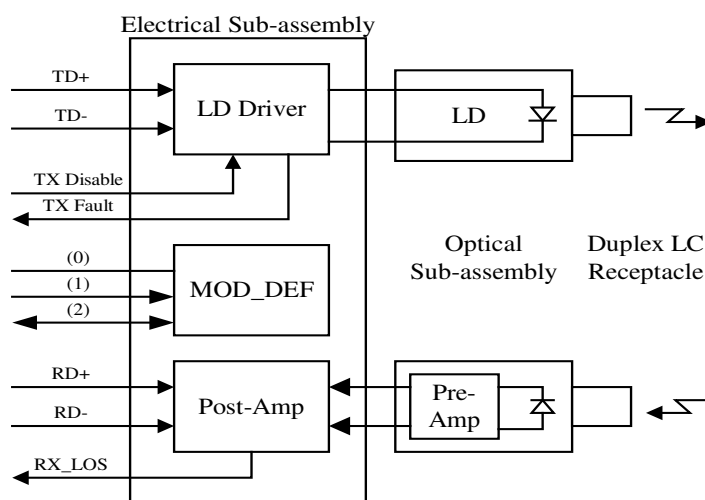 Electrical Sub-assembly
TD+
TD-
LD Driver
LD
TX Disable
TX Fault
(0)
(1)
(2)
MOD_DEF
Optical
Sub-assembly
Duplex LC
Receptacle
RD+
RD-
Post-Amp
Pre-
Amp
RX_LOS